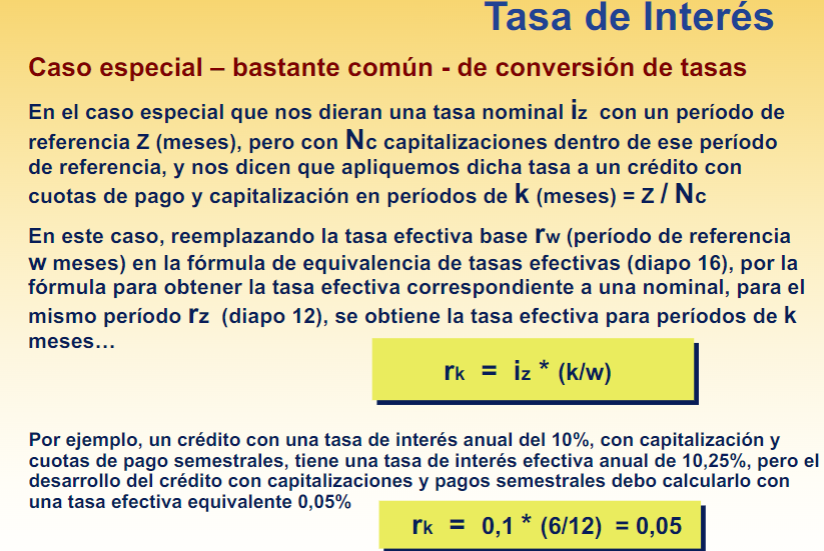 Tasa de Interés
Caso especial – bastante común - de conversión de tasas
En el caso especial que nos dieran una tasa nominal iz con un período de
referencia Z (meses), pero con Nc capitalizaciones dentro de ese período
de referencia, y nos dicen que apliquemos dicha tasa a un crédito con
cuotas de pago y capitalización en períodos de k (meses) = Z / Nc
En este caso, reemplazando la tasa efectiva base rw (período de referencia
w meses) en la fórmula de equivalencia de tasas efectivas (diapo 16), por la
fórmula para obtener la tasa efectiva correspondiente a una nominal, para el
mismo período rz (diapo 12), se obtiene la tasa efectiva para períodos de k
meses...
rk = iz * (k/w)
Por ejemplo, un crédito con una tasa de interés anual del 10%, con capitalización y
cuotas de pago semestrales, tiene una tasa de interés efectiva anual de 10,25%, pero el
desarrollo del crédito con capitalizaciones y pagos semestrales debo calcularlo con
una tasa efectiva equivalente 0,05%
rk = 0,1 * (6/12) = 0,05